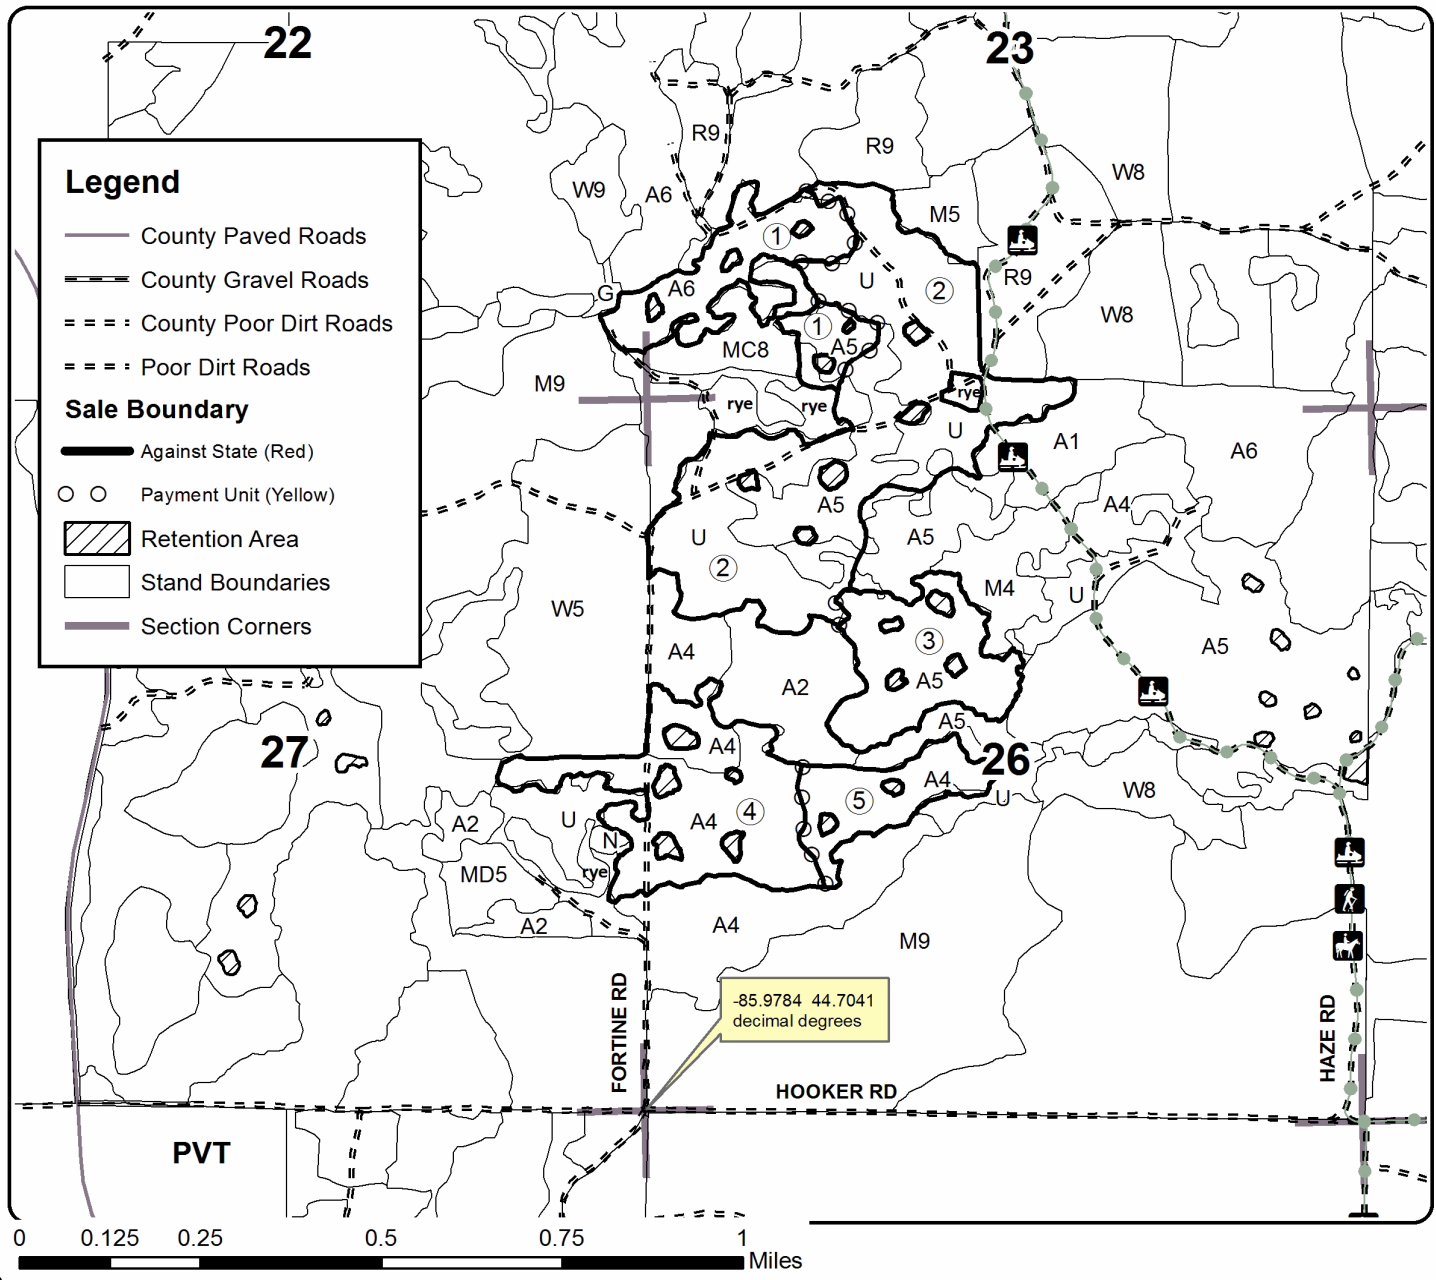 22
23
R9
R9
W9
A6
W8
M5
Legend
County Paved Roads
County Gravel Roads
County Poor Dirt Roads
Poor Dirt Roads
Sale Boundary
Against State (Red)
Payment Unit (Yellow)
Retention Area
Stand Boundaries
Section Corners
1
U
2
R9
G
A6
1
W8
MC8
A5
M9
rye
rye
rye
U
A1
A6
A5
A4
U
A5
2
M4
U
W5
3
A5
A4
A2
A5
A5
27
A4
26
A4
U
W8
5
4
A4
A2
U
N
MD5
rye
A2
A4
M9
-85.9784 44.7041
decimal degrees
FORTINE RD
HAZE RD
HOOKER RD
PVT
0 0.125 0.25 0.5 0.75 1
Miles